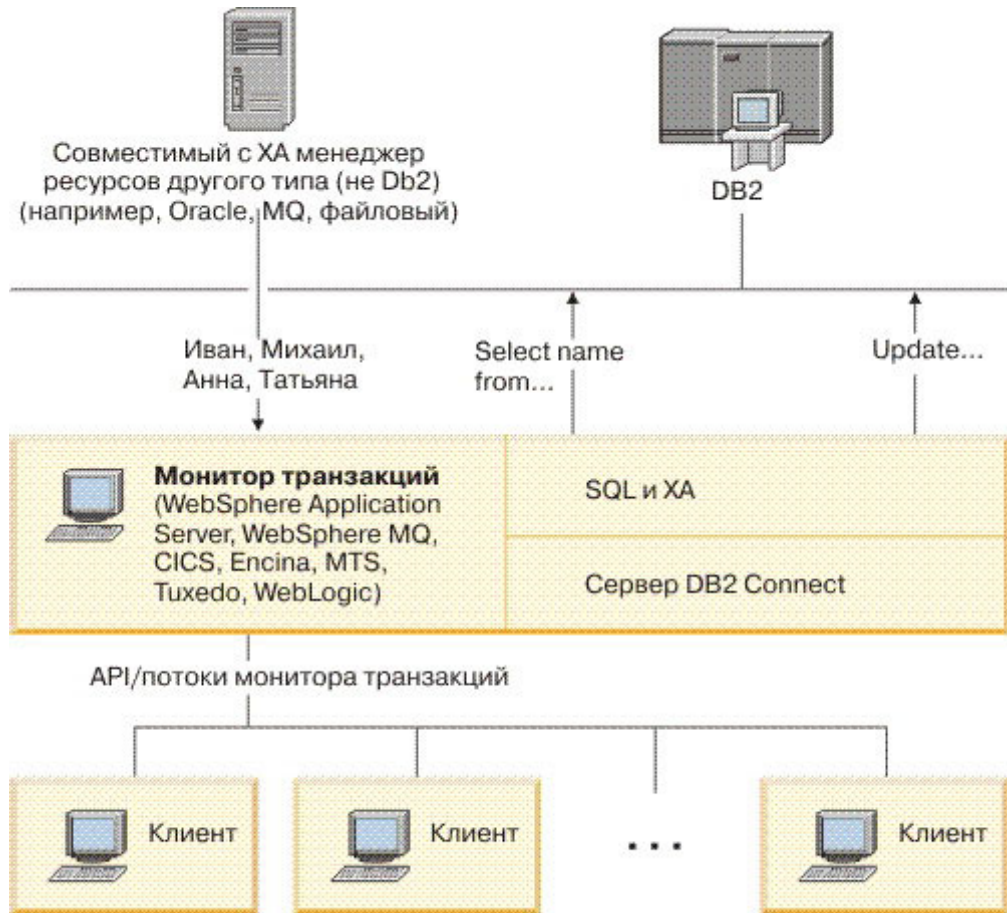 Совместимый с XA менеджер
ресурсов другого типа (не Db2)
(например, Oracle, MQ, файловый)
DB2
Иван, Михаил,
Анна, Татьяна
Select name
from...
Update...
Монитор транзакций
(WebSphere Application
Server, WebSphere MQ,
CICS, Encina, MTS,
Tuxedo, WebLogic)
SQL и XA
Сервер DB2 Connect
API/потоки монитора транзакций
Клиент
Клиент
...
Клиент